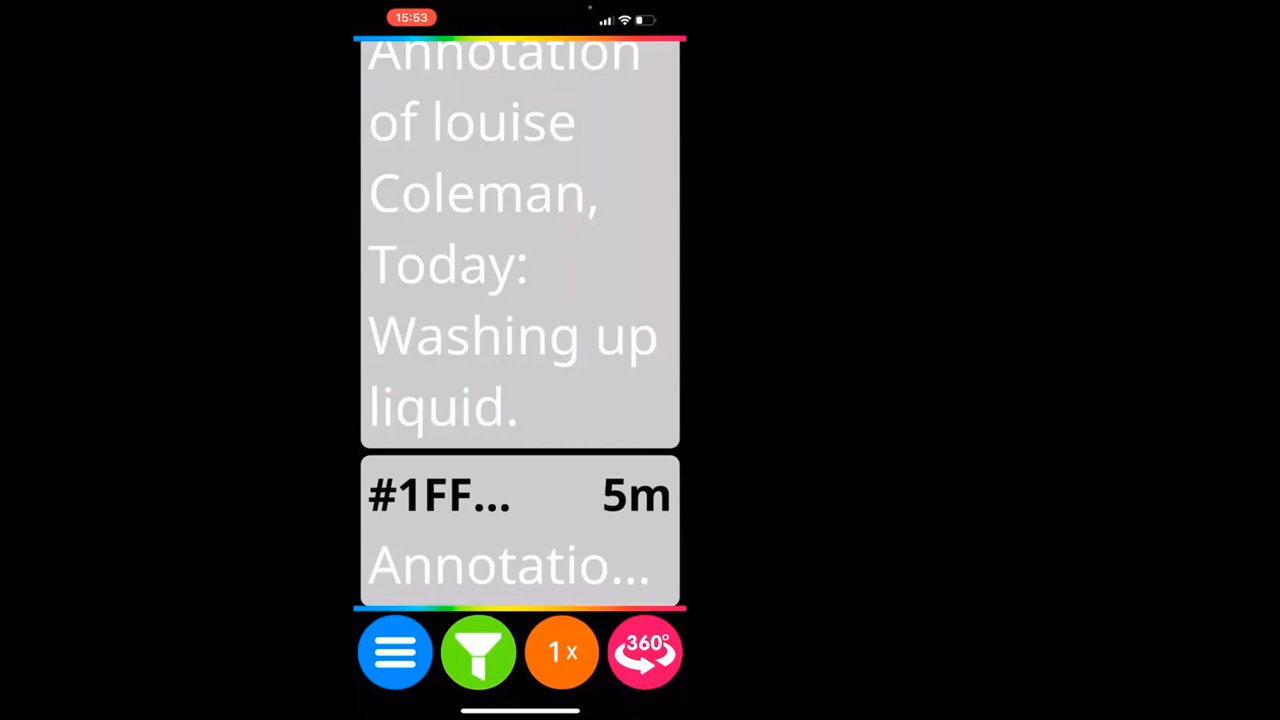 15:53
Annotation
of louise
Coleman,
Today:
Washing up
liquid.
#1FF... 5m
Annotatio...
1x
360°